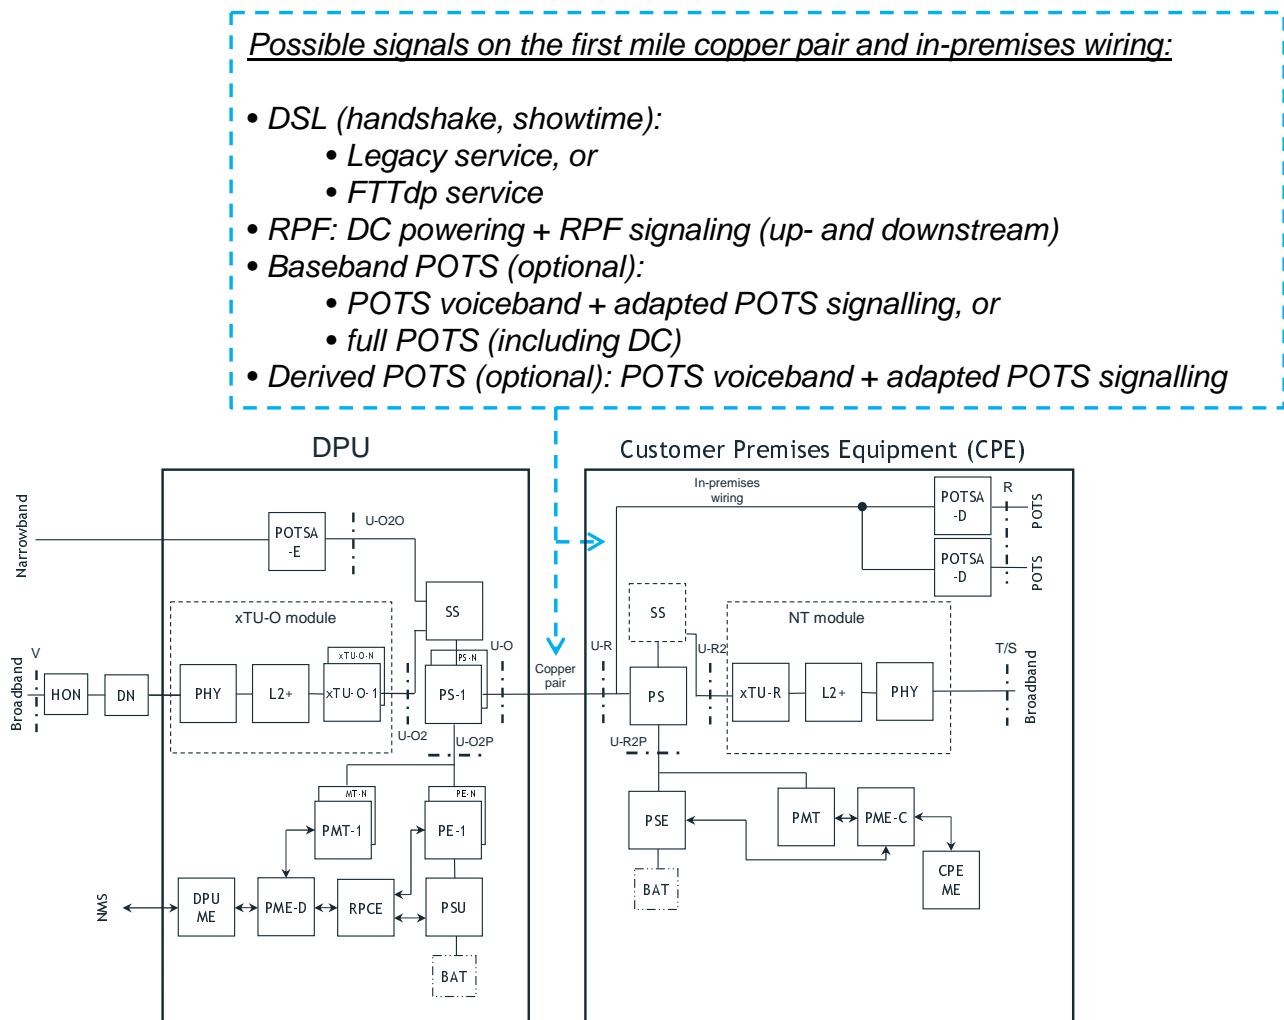 Possible signals on the first mile copper pair and in-premises wiring:
• DSL (handshake, showtime):
• Legacy service, or
• FTTdp service
• RPF: DC powering + RPF signaling (up- and downstream)
• Baseband POTS (optional):
• POTS voiceband + adapted POTS signalling, or
• full POTS (including DC)
• Derived POTS (optional): POTS voiceband + adapted POTS signalling
DPU
Customer Premises Equipment (CPE)
Narrowband
POTSA
-E
U-O2O
In-premises
wiring
POTSA
-D
R
POTS
POTSA
-D
POTS
xTU-O module
SS
SS
NT module
Broadband
V
HON
DN
PHY
L2+
xTU-O-N
xTU-O-1
U-O2
PS-N
PS-1
U-O
Copper
pair
U-R
PS
U-R2
xTU-R
L2+
PHY
T/S
Broadband
U-O2P
U-R2P
MT-N
PMT-1
PE-N
PE-1
PSE
PMT
PME-C
NMS
DPU
ME
PME-D
RPCE
PSU
BAT
BAT
CPE
ME